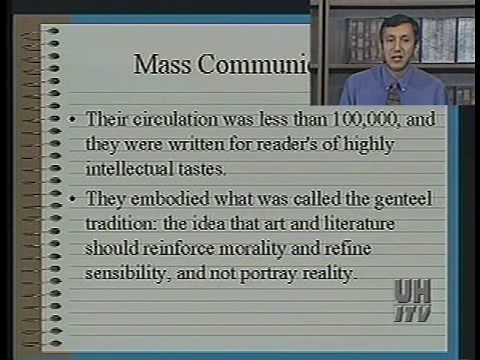 Mass Communic
• Their circulation was less than 100,000, and
they were written for reader's of highly
intellectual tastes.
• They embodied what was called the genteel
tradition: the idea that art and literature
should reinforce morality and refine
sensibility, and not portray reality.
UH
ITV